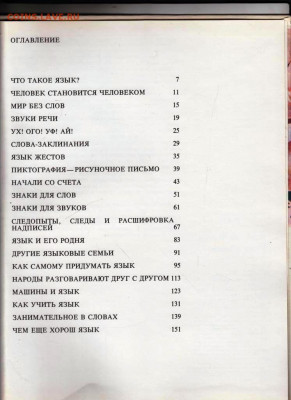 ОГЛАВЛЕНИЕ
ЧТО ТАКОЕ ЯЗЫК? 7
ЧЕЛОВЕК СТАНОВИТСЯ ЧЕЛОВЕКОМ 11
МИР БЕЗ СЛОВ 15
ЗВУКИ РЕЧИ 19
УХ! ОГО! УФ! АЙ! 25
СЛОВА-ЗАКЛИНАНИЯ 29
ЯЗЫК ЖЕСТОВ 35
ПИКТОГРАФИЯ—РИСУНОЧНОЕ ПИСЬМО 39
НАЧАЛИ СО СЧЕТА 43
ЗНАКИ ДЛЯ СЛОВ 51
ЗНАКИ ДЛЯ ЗВУКОВ 61
СЛЕДОПЫТЫ, СЛЕДЫ И РАСШИФРОВКА
НАДПИСЕЙ 67
ЯЗЫК И ЕГО РОДНЯ 83
ДРУГИЕ ЯЗЫКОВЫЕ СЕМЬИ 91
КАК САМОМУ ПРИДУМАТЬ ЯЗЫК 95
НАРОДЫ РАЗГОВАРИВАЮТ ДРУГ С ДРУГОМ 113
МАШИНЫ И ЯЗЫК 123
КАК УЧИТЬ ЯЗЫК 131
ЗАНИМАТЕЛЬНОЕ В СЛОВАХ 139
ЧЕМ ЕЩЕ ХОРОШ ЯЗЫК 151